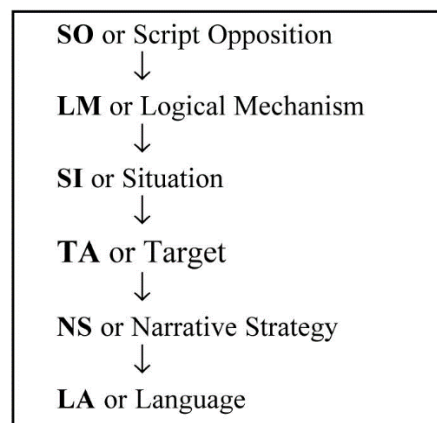 SO or Script Opposition
↓
LM or Logical Mechanism
↓
SI or Situation
↓
TA or Target
↓
NS or Narrative Strategy
↓
LA or Language